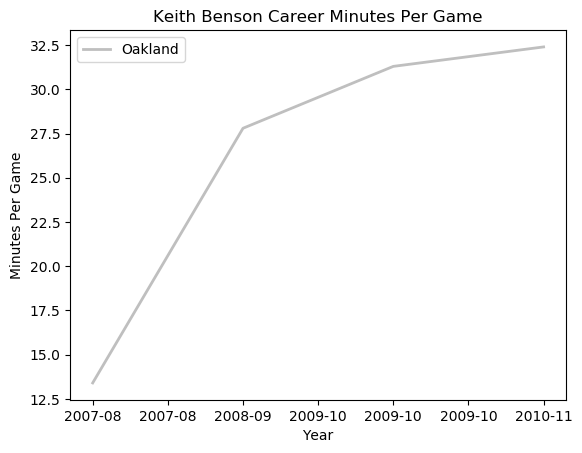 Keith Benson Career Minutes Per Game
Oakland
32.5
30.0
27.5
25.0
22.5
20.0
17.5
15.0
12.5
Minutes Per Game
2007-08 2007-08 2008-09 2009-10 2009-10 2009-10 2010-11
Year